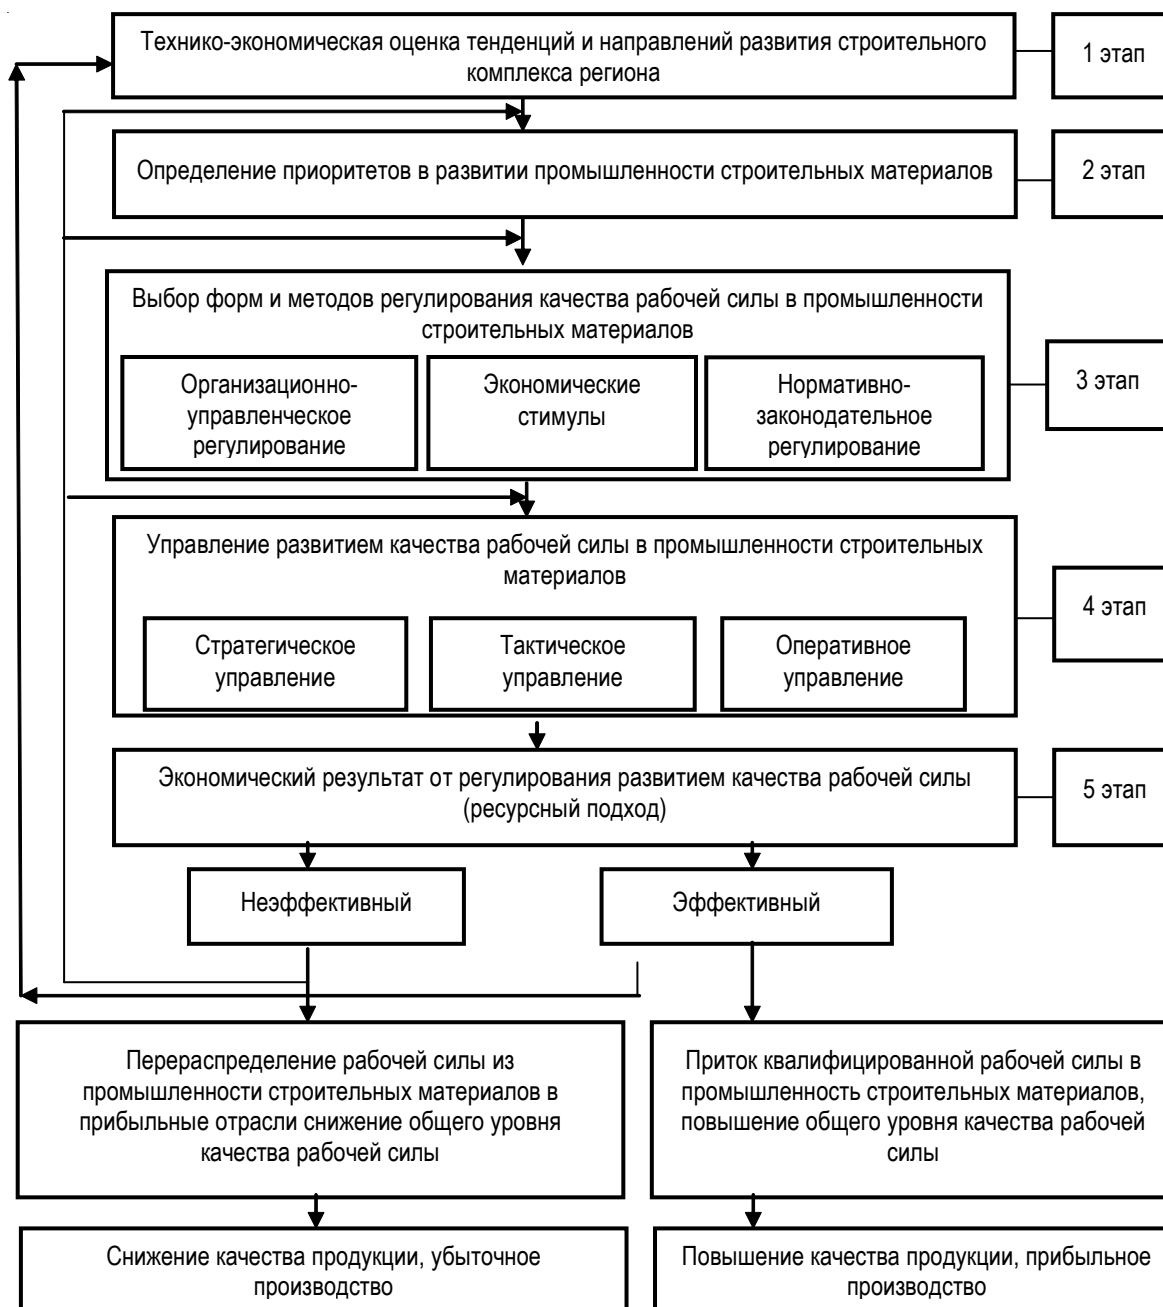 Технико-экономическая оценка тенденций и направлений развития строительного
комплекса региона
1 этап
Определение приоритетов в развитии промышленности строительных материалов
2 этап
Выбор форм и методов регулирования качества рабочей силы в промышленности
строительных материалов
Организационно-
управленческое
регулирование
Экономические
стимулы
Нормативно-
законодательное
регулирование
3 этап
Управление развитием качества рабочей силы в промышленности строительных
материалов
Стратегическое
управление
Тактическое
управление
Оперативное
управление
4 этап
Экономический результат от регулирования развитием качества рабочей силы
(ресурсный подход)
5 этап
Неэффективный
Эффективный
Перераспределение рабочей силы из
промышленности строительных материалов в
прибыльные отрасли снижение общего уровня
качества рабочей силы
Приток квалифицированной рабочей силы в
промышленность строительных материалов,
повышение общего уровня качества рабочей
силы
Снижение качества продукции, убыточное
производство
Повышение качества продукции, прибыльное
производство